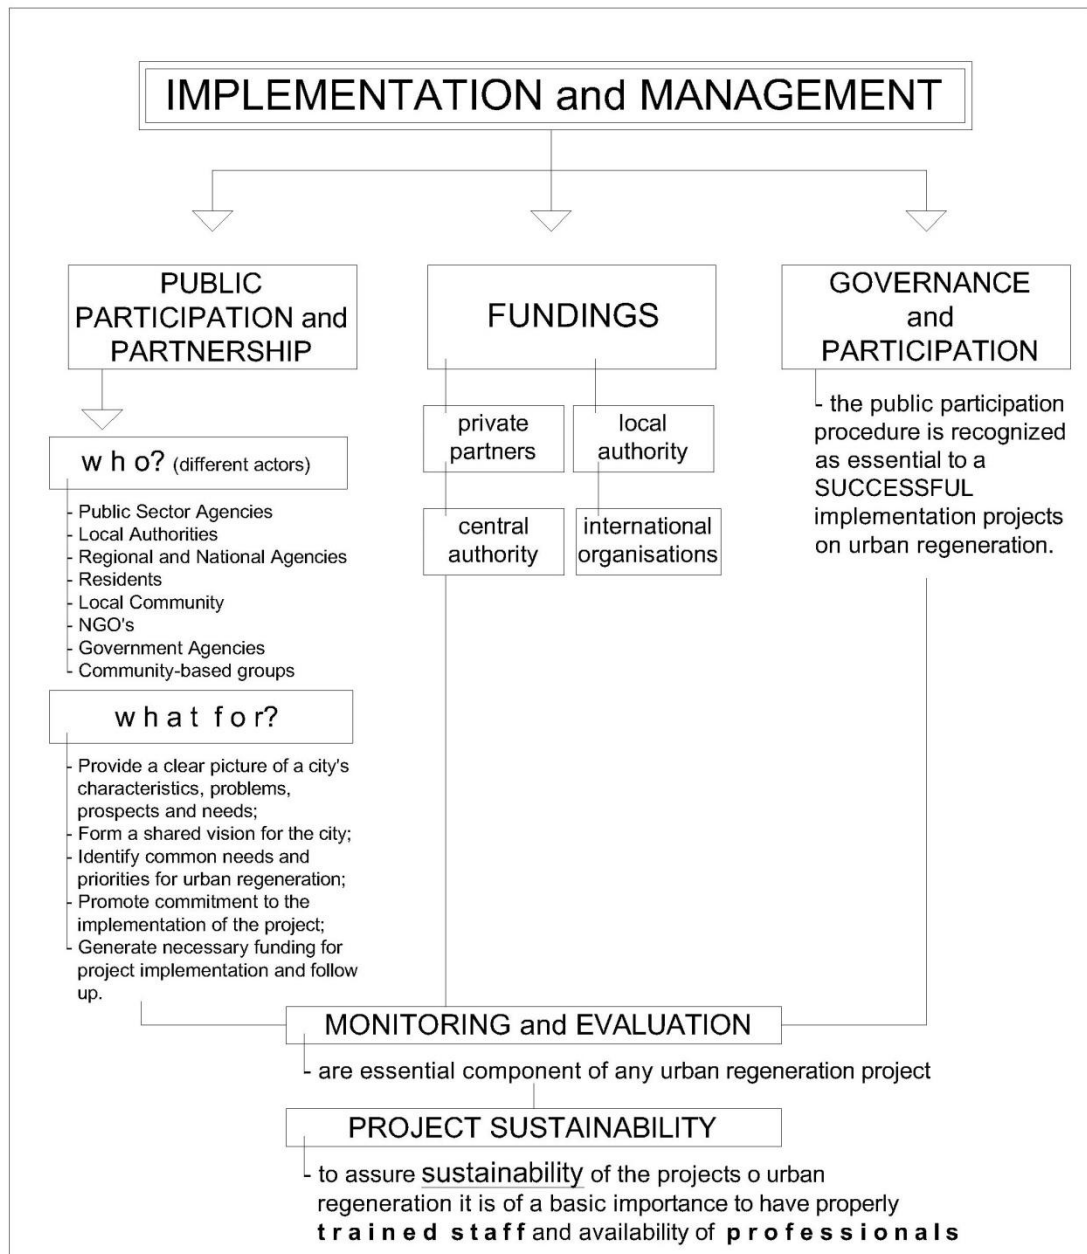 IMPLEMENTATION and MANAGEMENT
PUBLIC
PARTICIPATION and
PARTNERSHIP
w h o? (different actors)
- Public Sector Agencies
- Local Authorities
- Regional and National Agencies
- Residents
- Local Community
- NGO's
- Government Agencies
- Community-based groups
w h a t f o r?
- Provide a clear picture of a city's
characteristics, problems,
prospects and needs;
- Form a shared vision for the city;
- Identify common needs and
priorities for urban regeneration;
- Promote commitment to the
implementation of the project;
- Generate necessary funding for
project implementation and follow
up.
FUNDINGS
private
partners
local
authority
central
authority
international
organisations
GOVERNANCE
and
PARTICIPATION
- the public participation
procedure is recognized
as essential to a
SUCCESSFUL
implementation projects
on urban regeneration.
MONITORING and EVALUATION
- are essential component of any urban regeneration project
PROJECT SUSTAINABILITY
- to assure sustainability of the projects o urban
regeneration it is of a basic importance to have properly
t r a i n e d s t a f f and availability of p r o f e s s i o n a l s